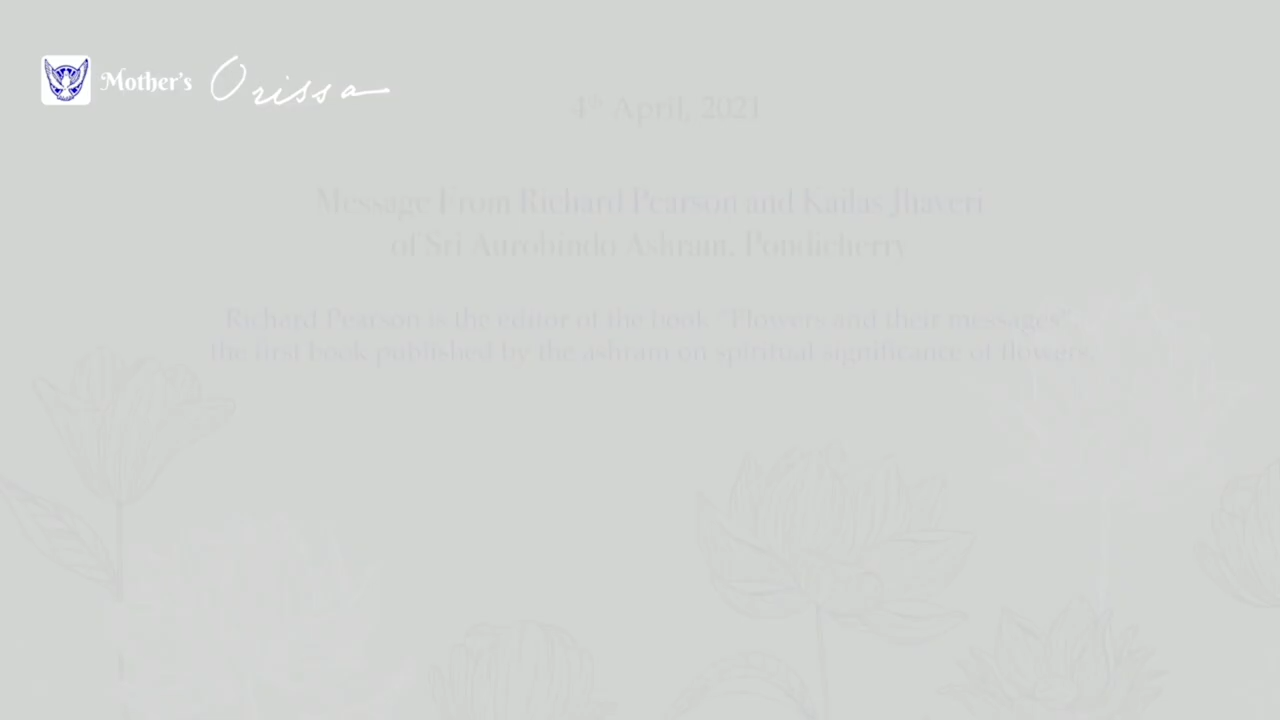 Mother's Orissa
4th April, 2021
Message From Richard Pearson and Kailas Jhaveri
of Sri Aurobindo Ashram, Pondicherry
Richard Pearson is the editor of the book "Flowers and their messages",
the first book published by the ashram on spiritual significance of flowers.